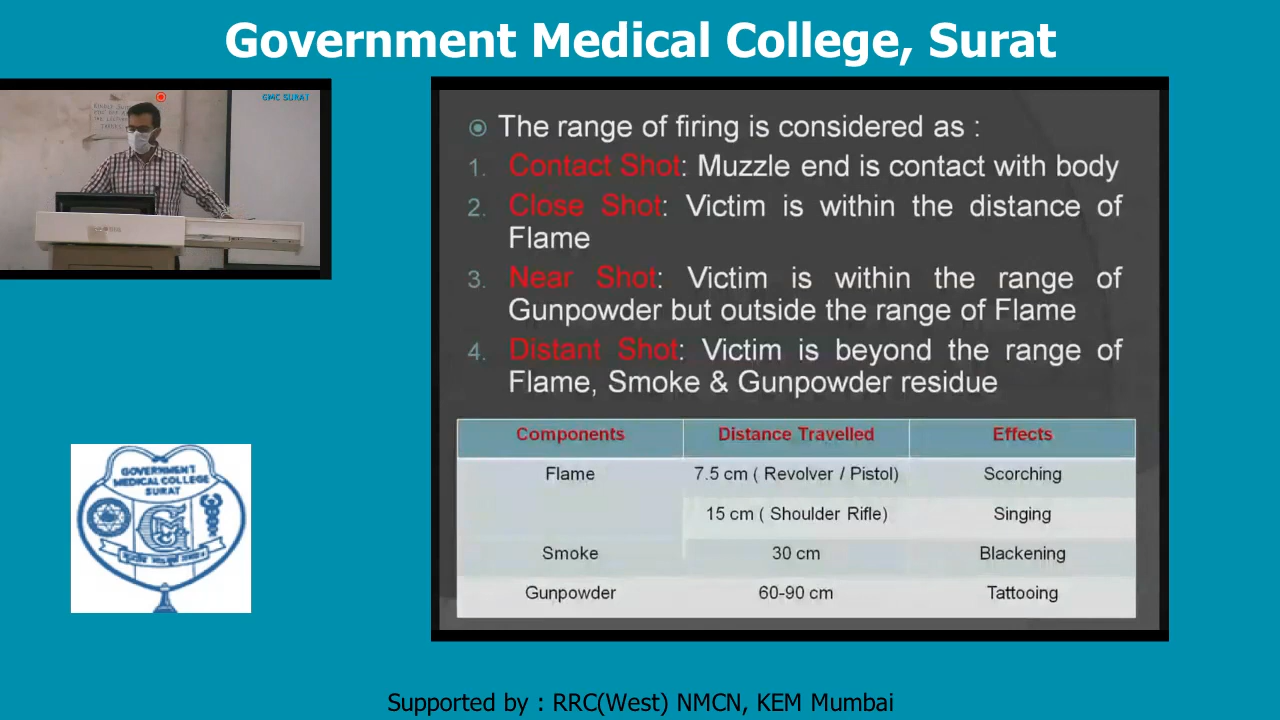 Government Medical College, Surat
GMC SURAT
The range of firing is considered as :
1. Contact Shot: Muzzle end is contact with body
2. Close Shot: Victim is within the distance of
Flame
3. Near Shot: Victim is within the range of
Gunpowder but outside the range of Flame
4. Distant Shot: Victim is beyond the range of
Flame, Smoke & Gunpowder residue
Components Distance Travelled Effects
Flame 7.5 cm ( Revolver / Pistol) Scorching
15 cm ( Shoulder Rifle) Singing
Smoke 30 cm Blackening
Gunpowder 60-90 cm Tattooing
GOVERNMENT
MEDICAL COLLEGE
SURAT
Supported by : RRC(West) NMCN, KEM Mumbai